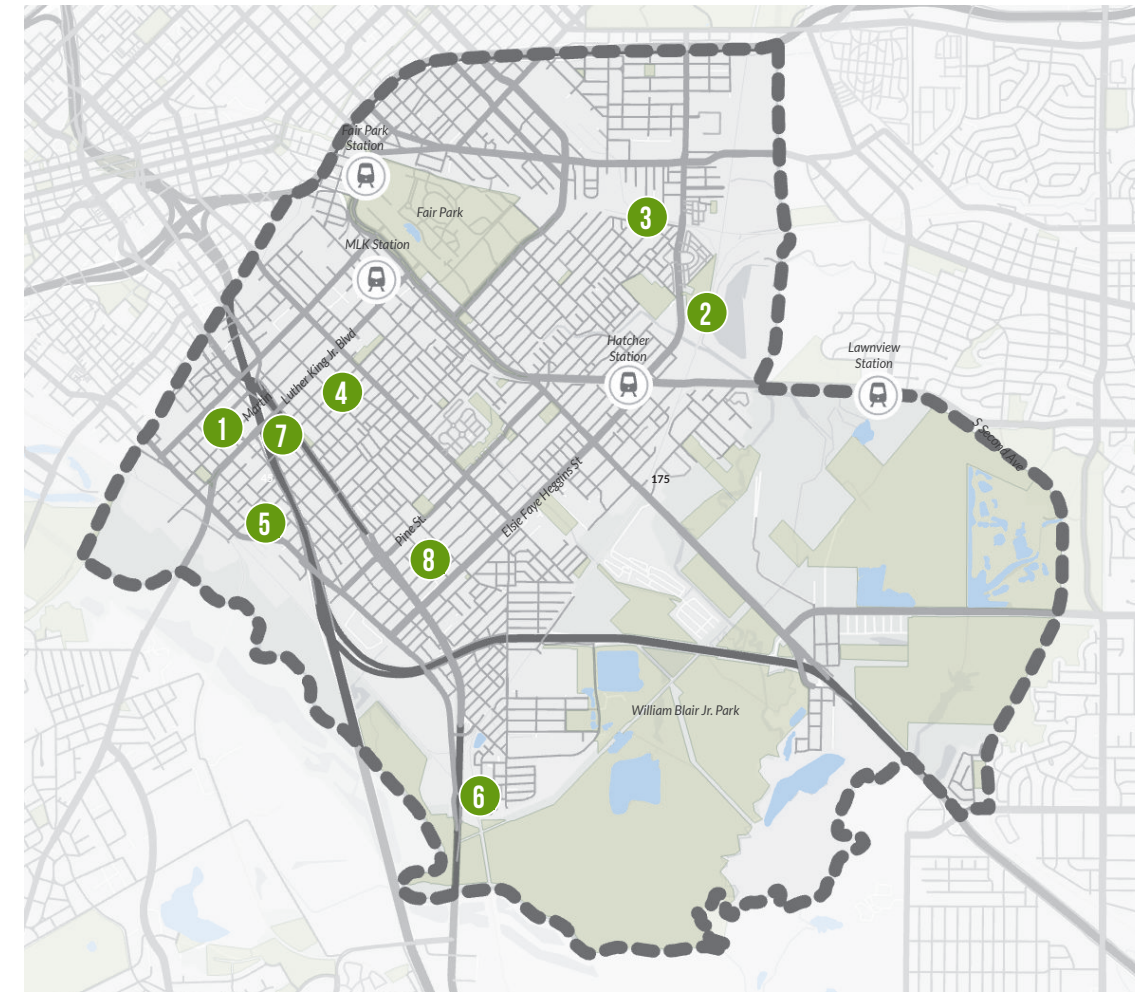 Fair Park
Station
Fair Park
3
MLK Station
2
Hatcher
Station
Lawnview
Station
Martin Luther King Jr. Blvd
4
1
7
S Second Ave
175
Elsie Faye Heggins St
5
Pine St
8
William Blair Jr. Park
6